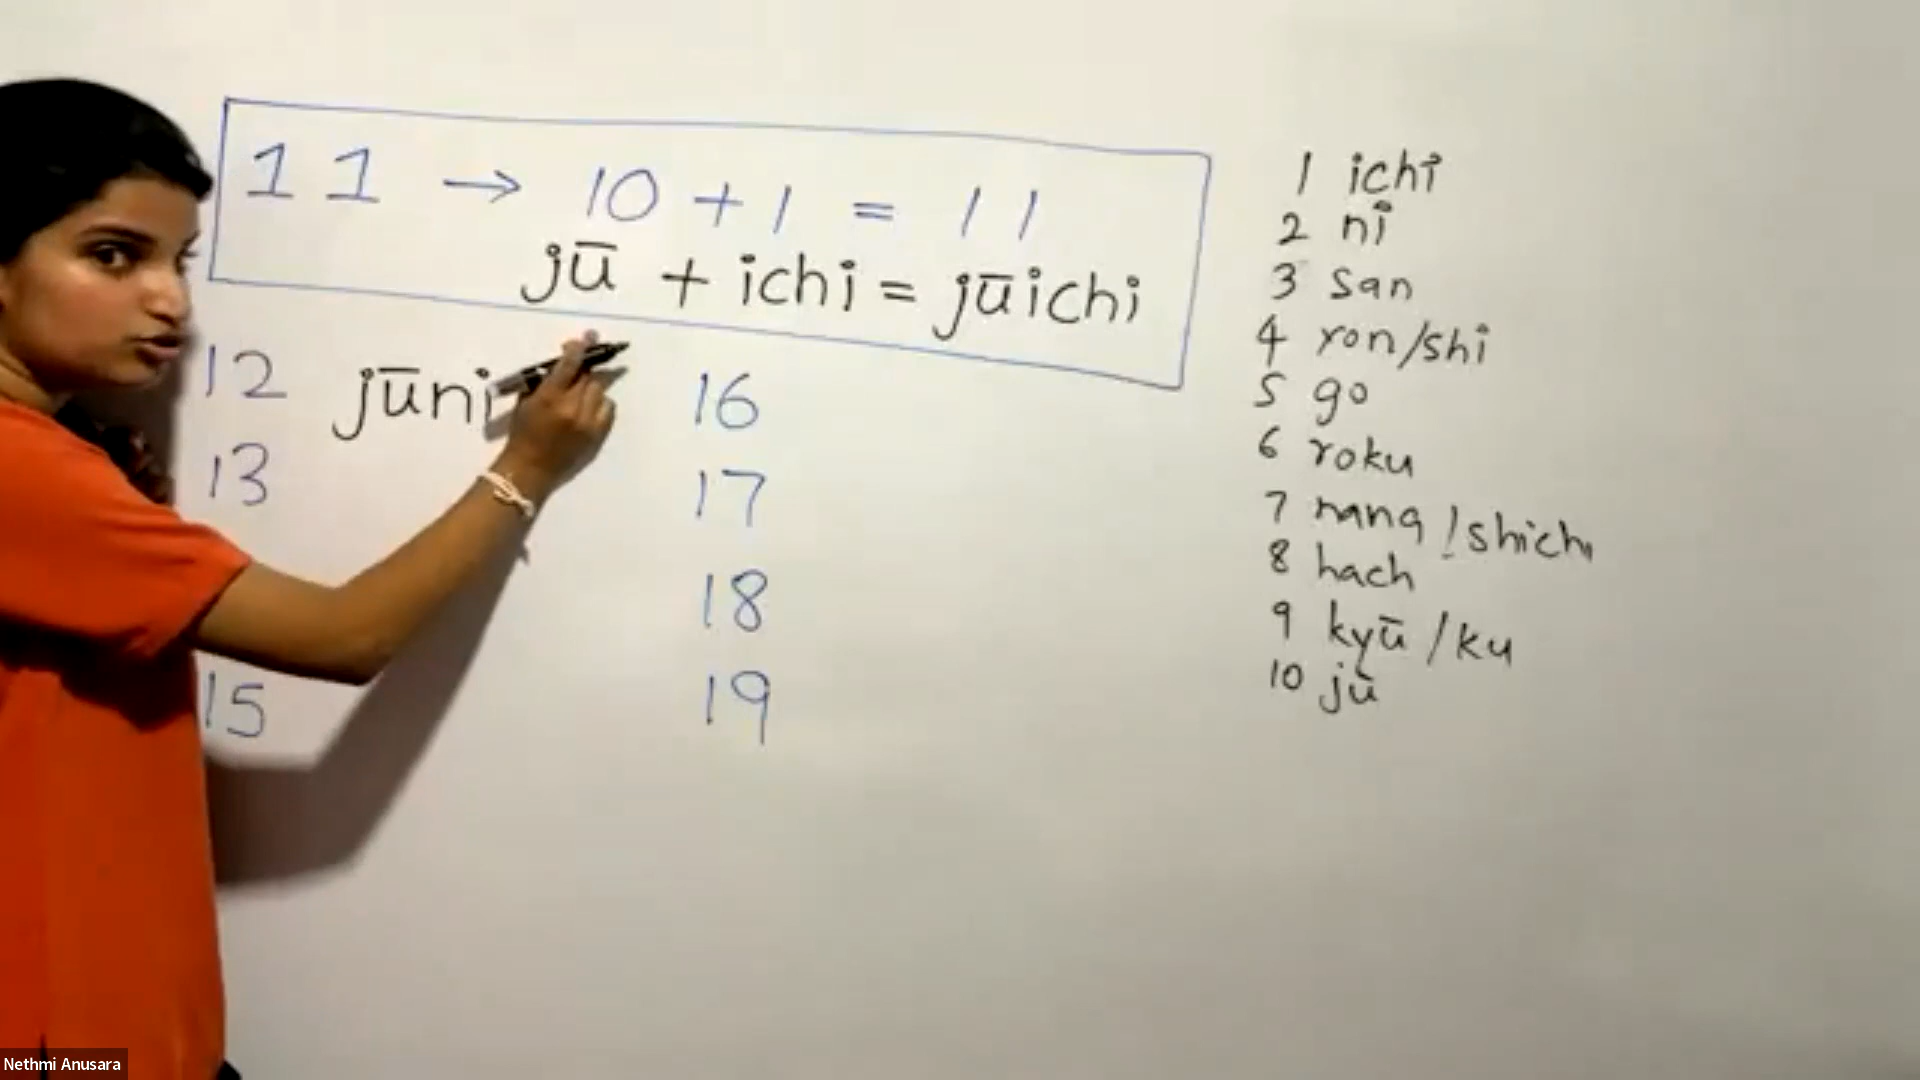 11 → 10 + 1 = 11
jū + ichi = jūichi
12 jūni
13
15
16
17
18
19
1 ichi
2 ni
3 san
4 yon/shi
5 go
6 roku
7 nana/shichi
8 hach
9 kyū/ku
10 jū
Nethmi Anusara